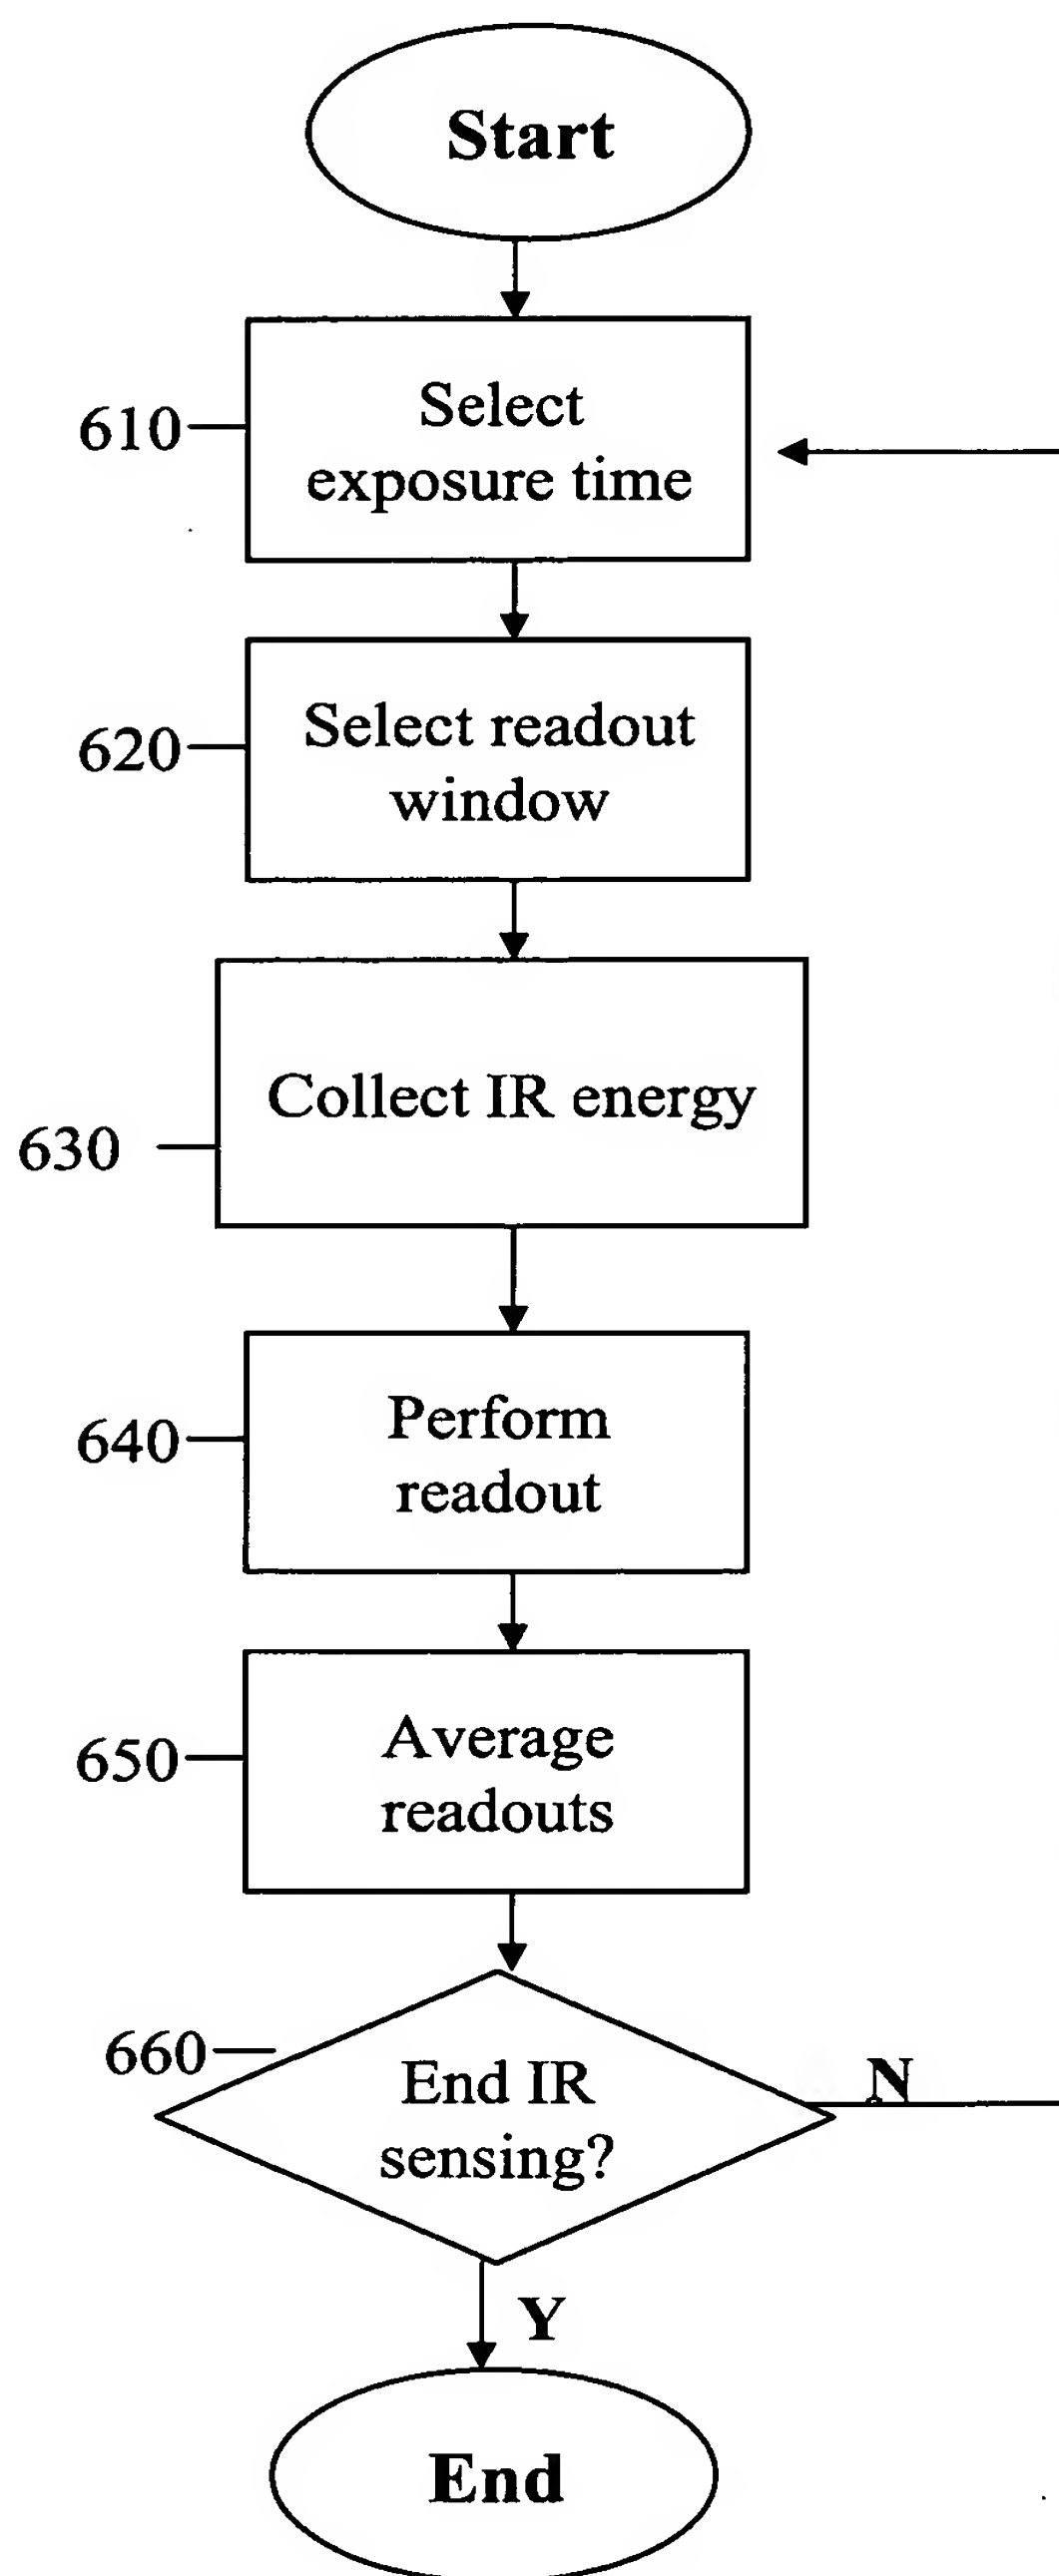 Start
610
Select
exposure time
620
Select readout
window
630
Collect IR energy
640
Perform
readout
650
Average
readouts
660
End IR
sensing?
N
Y
End